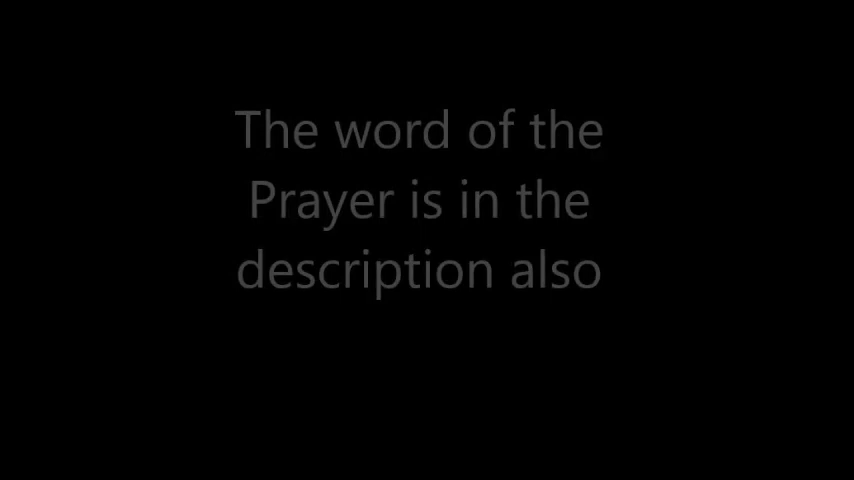 The word of the
Prayer is in the
description also